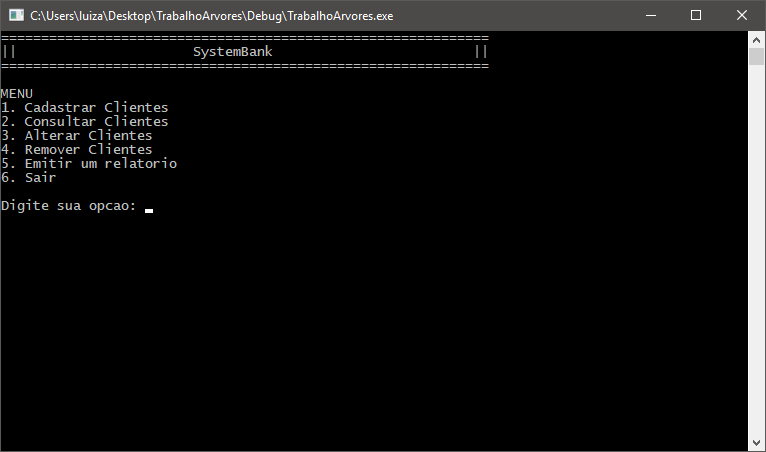 C:\Users\luiza\Desktop\TrabalhoArvores\Debug\TrabalhoArvores.exe
=============================================================
||                      SystemBank                         ||
=============================================================
MENU
1. Cadastrar Clientes
2. Consultar Clientes
3. Alterar Clientes
4. Remover Clientes
5. Emitir um relatorio
6. Sair
Digite sua opcao: